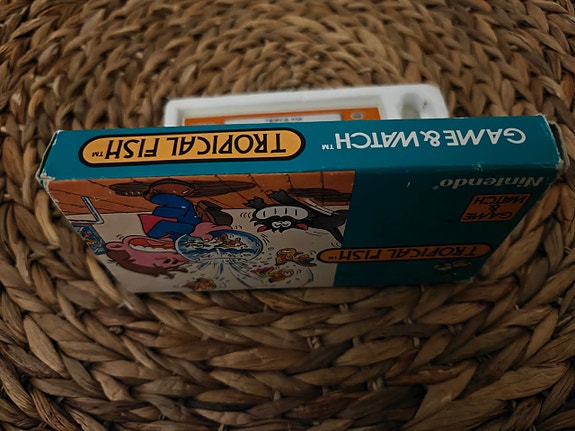 GAME & WATCH™
TROPICAL FISH™
Nintendo®
GAME &
WATCH
TROPICAL FISH™